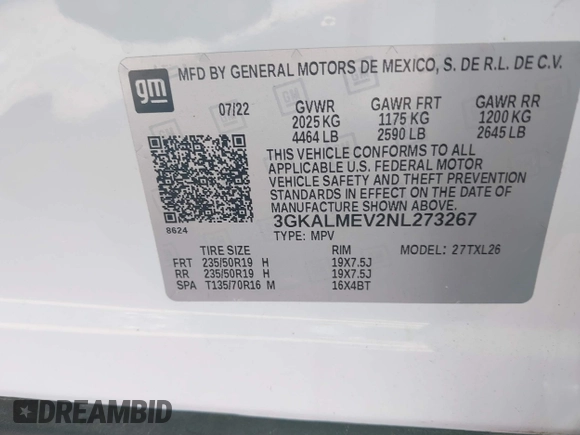 gm MFD BY GENERAL MOTORS DE MEXICO, S. DE R.L. DE C.V.
07/22 GVWR GAWR FRT GAWR RR
2025 KG 1175 KG 1200 KG
4464 LB 2590 LB 2645 LB
THIS VEHICLE CONFORMS TO ALL
APPLICABLE U.S. FEDERAL MOTOR
VEHICLE SAFETY AND THEFT PREVENTION
STANDARDS IN EFFECT ON THE DATE OF
MANUFACTURE SHOWN ABOVE.
8624 3GKALMEV2NL273267
TYPE: MPV MODEL: 27TXL26
TIRE SIZE RIM
FRT 235/50R19 H 19X7.5J
RR 235/50R19 H 19X7.5J
SPA T135/70R16 M 16X4BT
DREAMBID